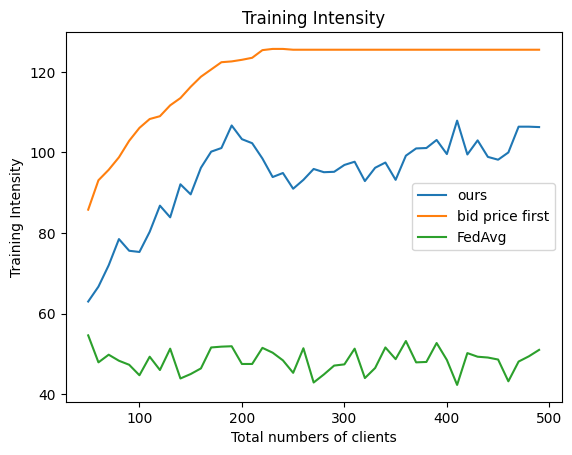 Training Intensity
Training Intensity
120
100
80
60
40
ours
bid price first
FedAvg
100
200
300
400
500
Total numbers of clients